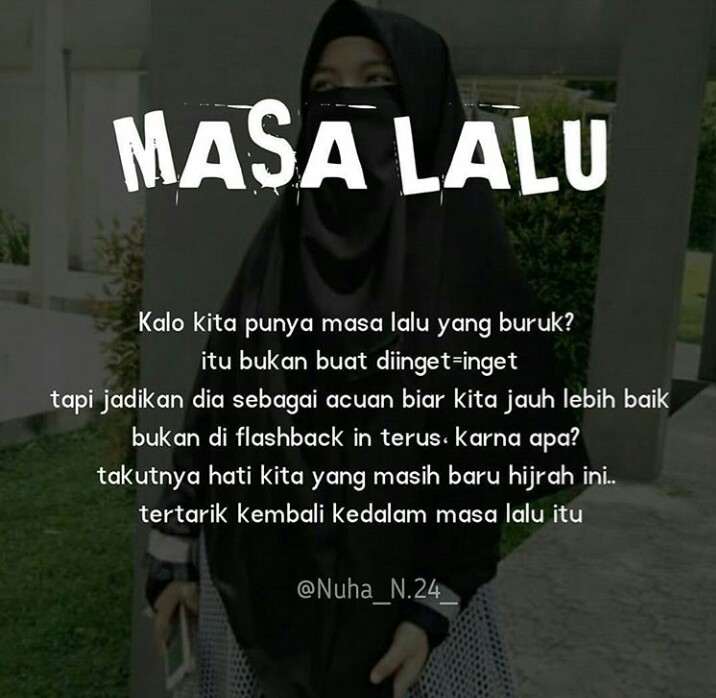 MASA LALU
Kalo kita punya masa lalu yang buruk?
itu bukan buat diinget=inget
tapi jadikan dia sebagai acuan biar kita jauh lebih baik
bukan di flashback in terus, karna apa?
takutnya hati kita yang masih baru hijrah ini..
tertarik kembali kedalam masa lalu itu
@Nuha_N.24_